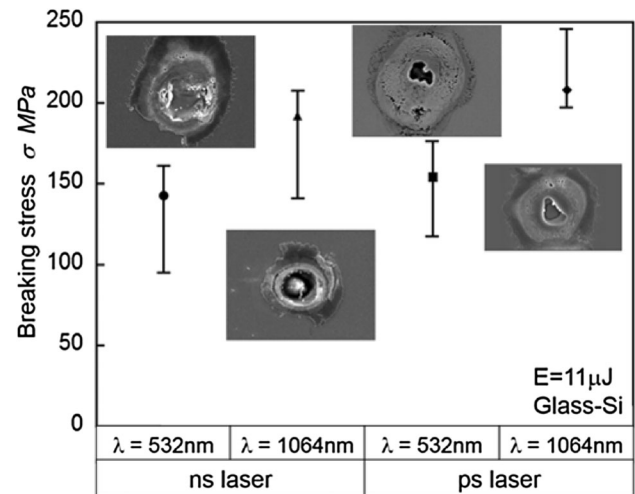 Breaking stress σ MPa
250
200
150
100
50
0
E=11µJ
Glass-Si
λ = 532nm λ = 1064nm λ = 532nm λ = 1064nm
ns laser ps laser